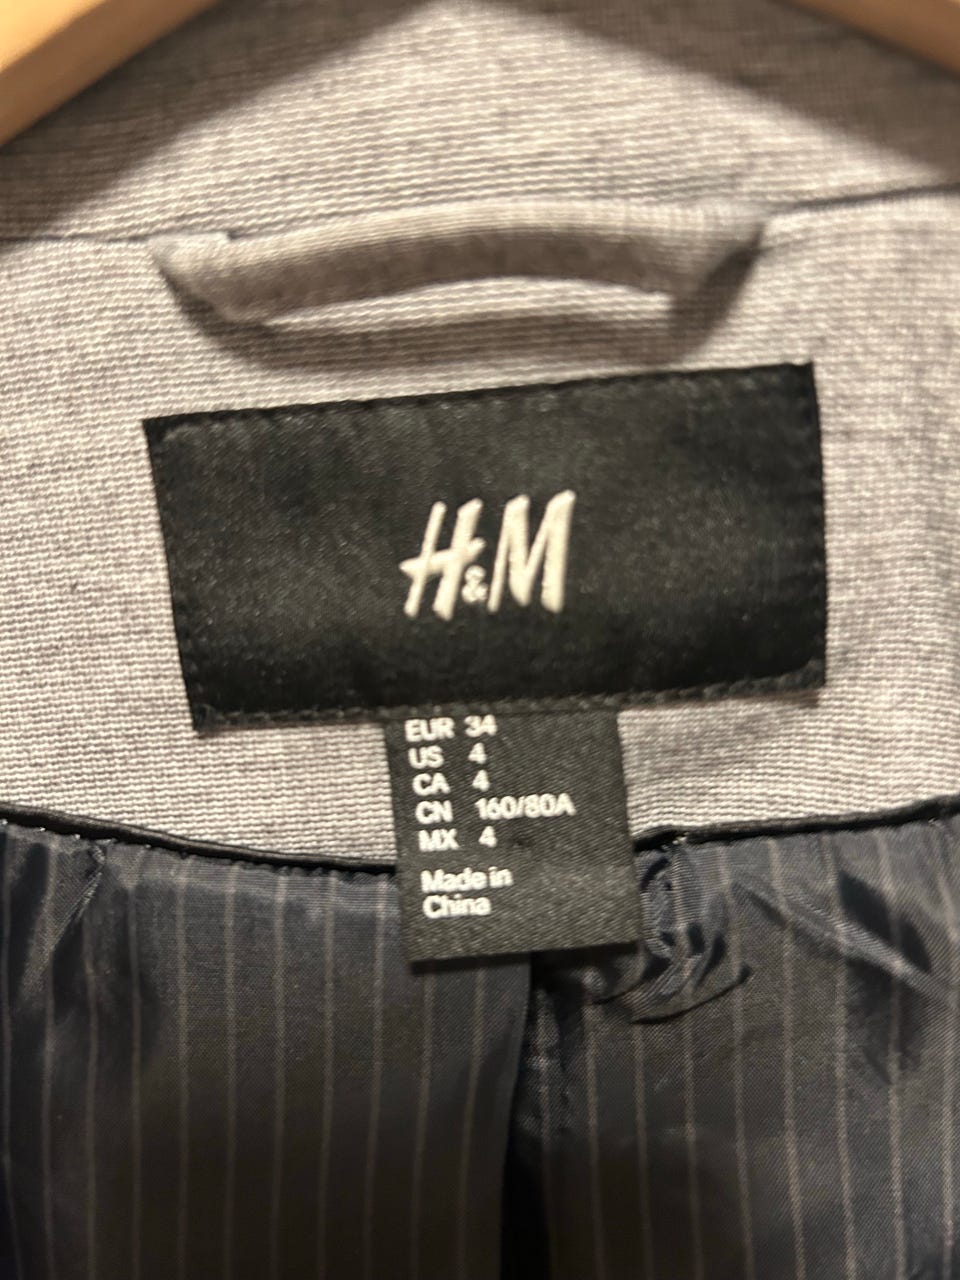 H&M
EUR 34
US 4
CA 4
CN 160/80A
MX 4
Made in
China